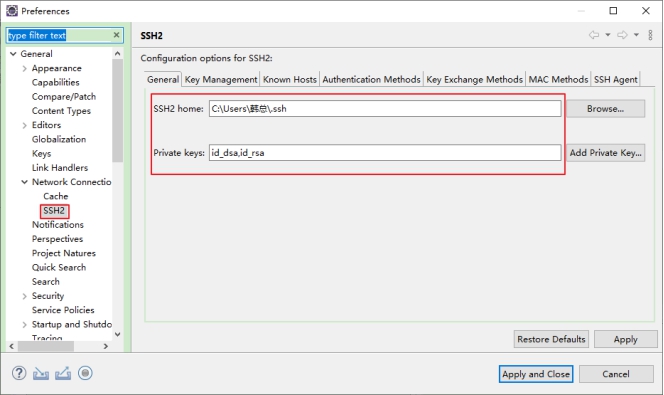 Preferences
type filter text
General
Appearance
Capabilities
Compare/Patch
Content Types
Editors
Globalization
Keys
Link Handlers
Network Connectio
Cache
SSH2
Notifications
Perspectives
Project Natures
Quick Search
Search
Security
Service Policies
Startup and Shutdo
Tracing
SSH2
Configuration options for SSH2:
General Key Management Known Hosts Authentication Methods Key Exchange Methods MAC Methods SSH Agent
SSH2 home: C:\Users\韩总\.ssh Browse...
Private keys: id_dsa,id_rsa Add Private Key...
Restore Defaults Apply
Apply and Close Cancel